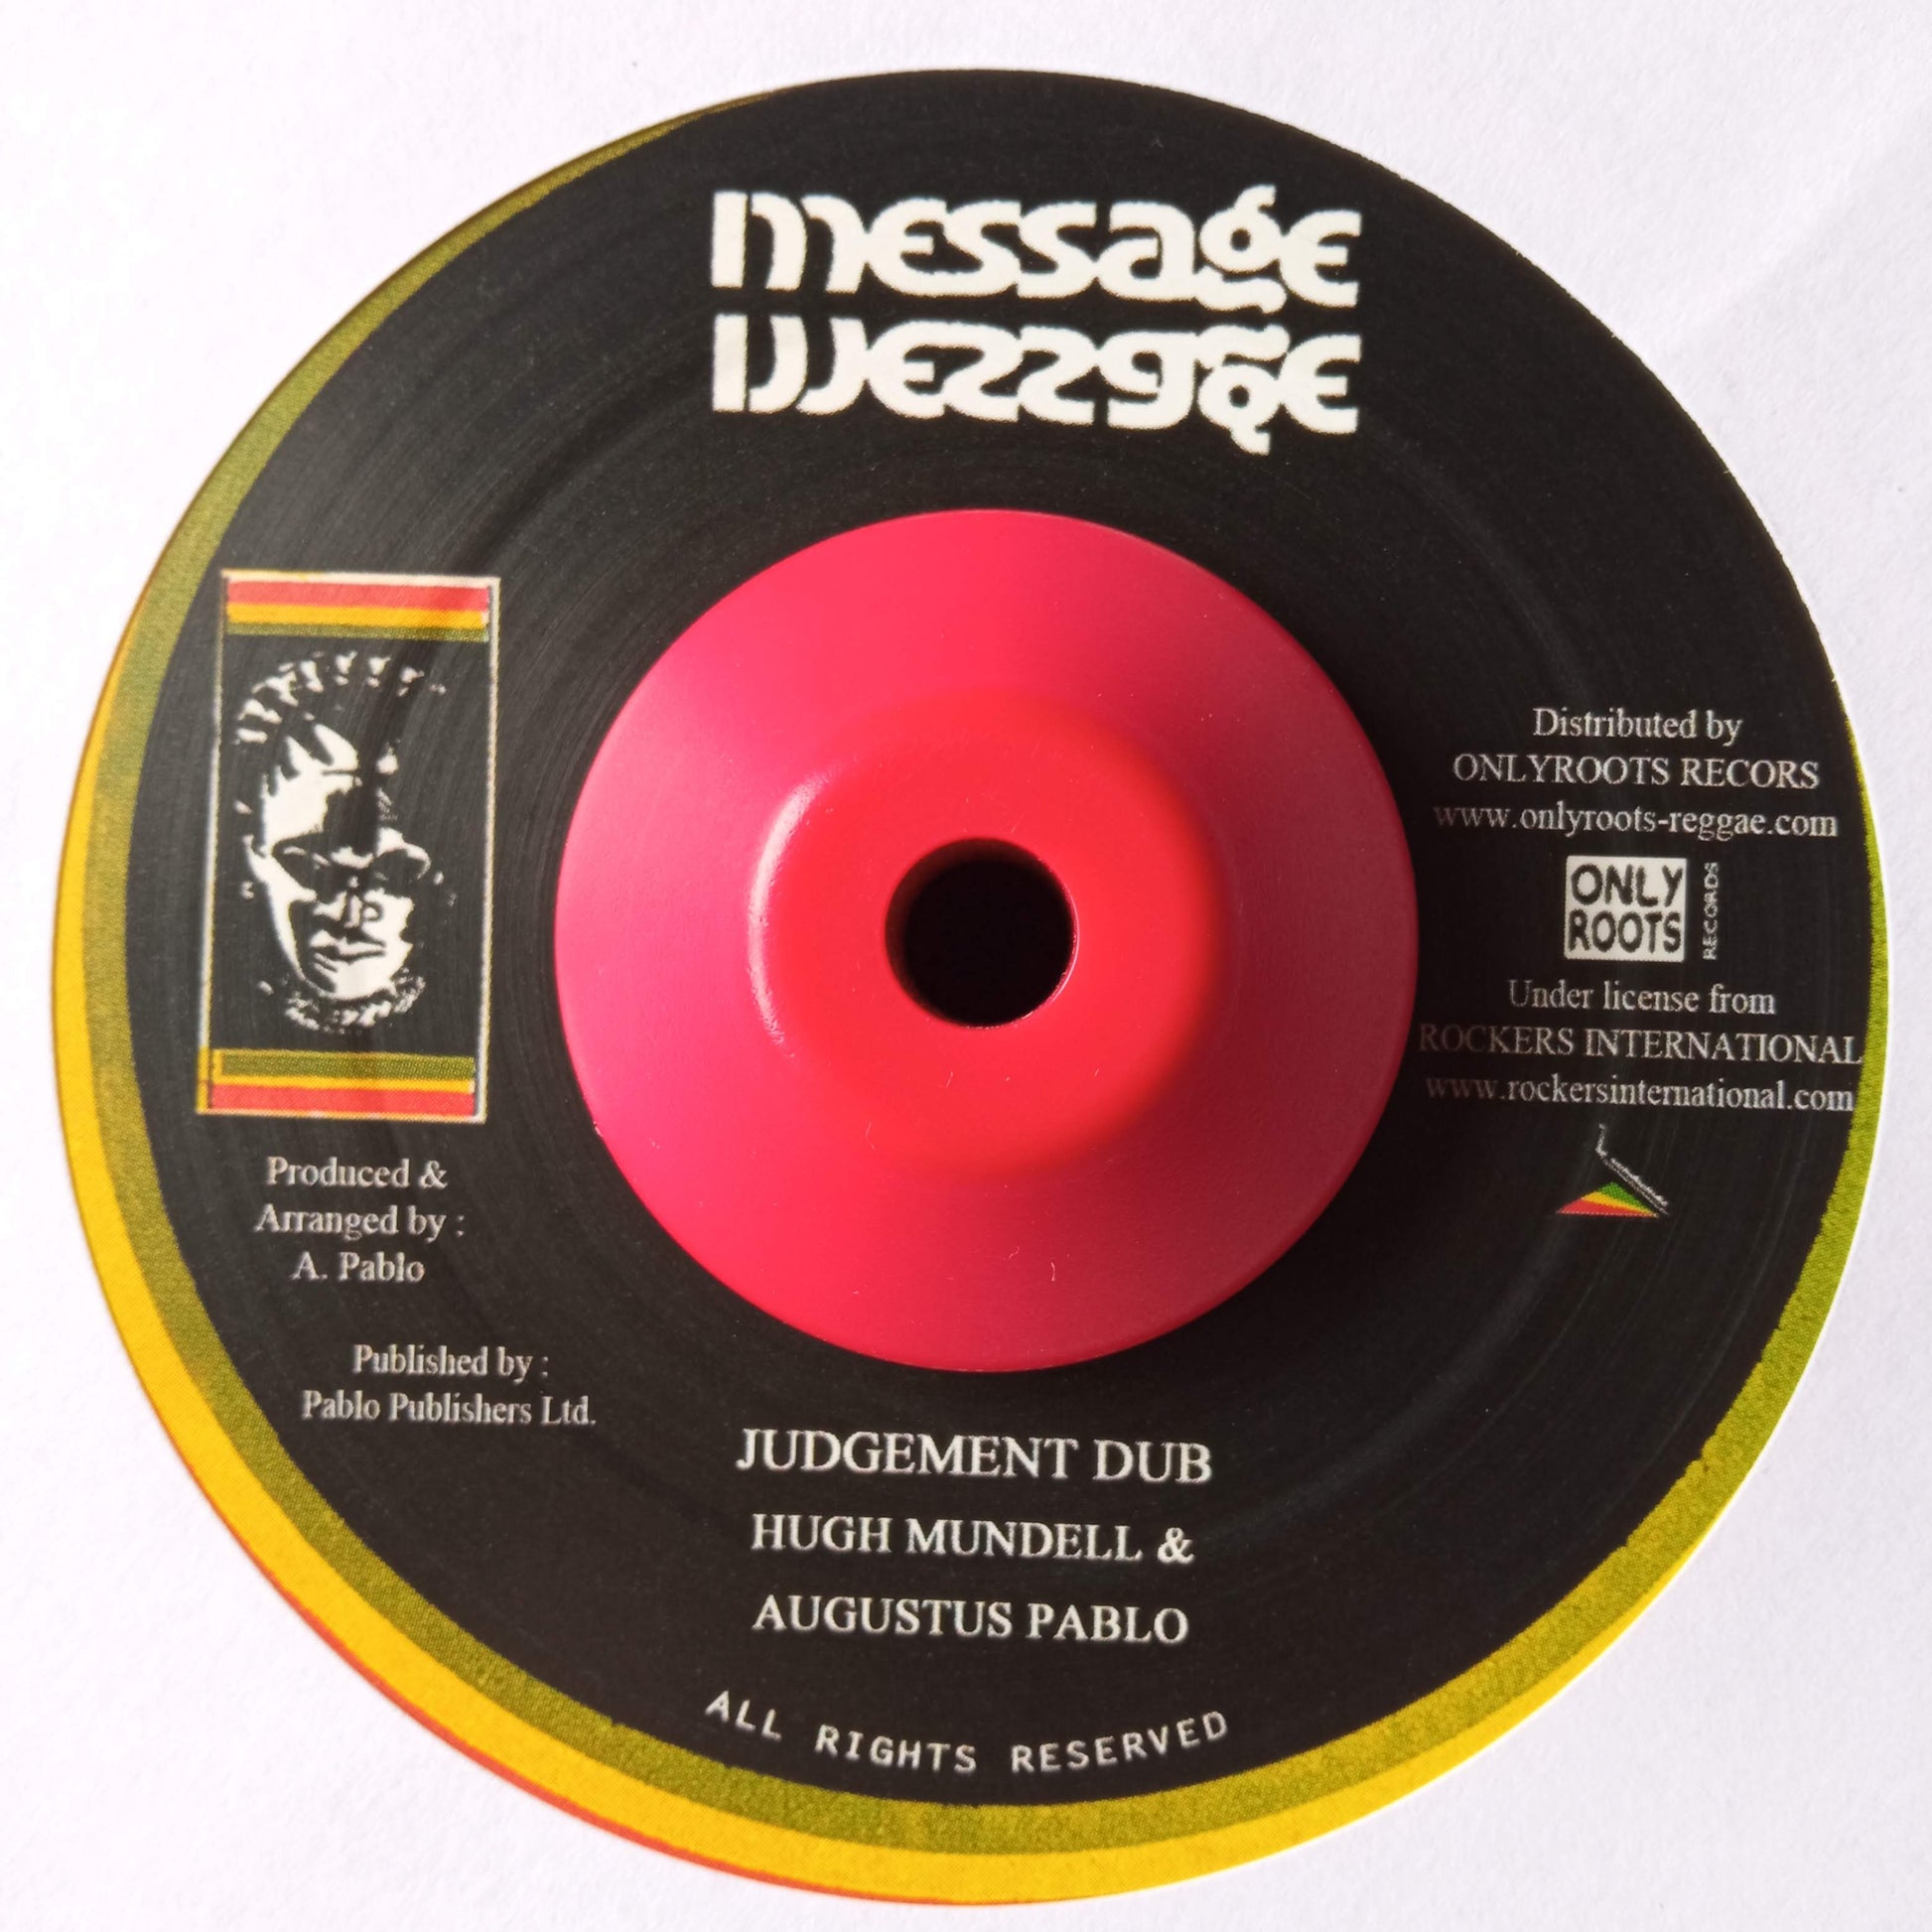 message
message
Produced &
Arranged by :
A. Pablo
Published by :
Pablo Publishers Ltd.
Distributed by
ONLYROOTS RECORS
www.onlyroots-reggae.com
ONLY
ROOTS
RECORDS
Under license from
ROCKERS INTERNATIONAL
www.rockersinternational.com
JUDGEMENT DUB
HUGH MUNDELL &
AUGUSTUS PABLO
ALL RIGHTS RESERVED